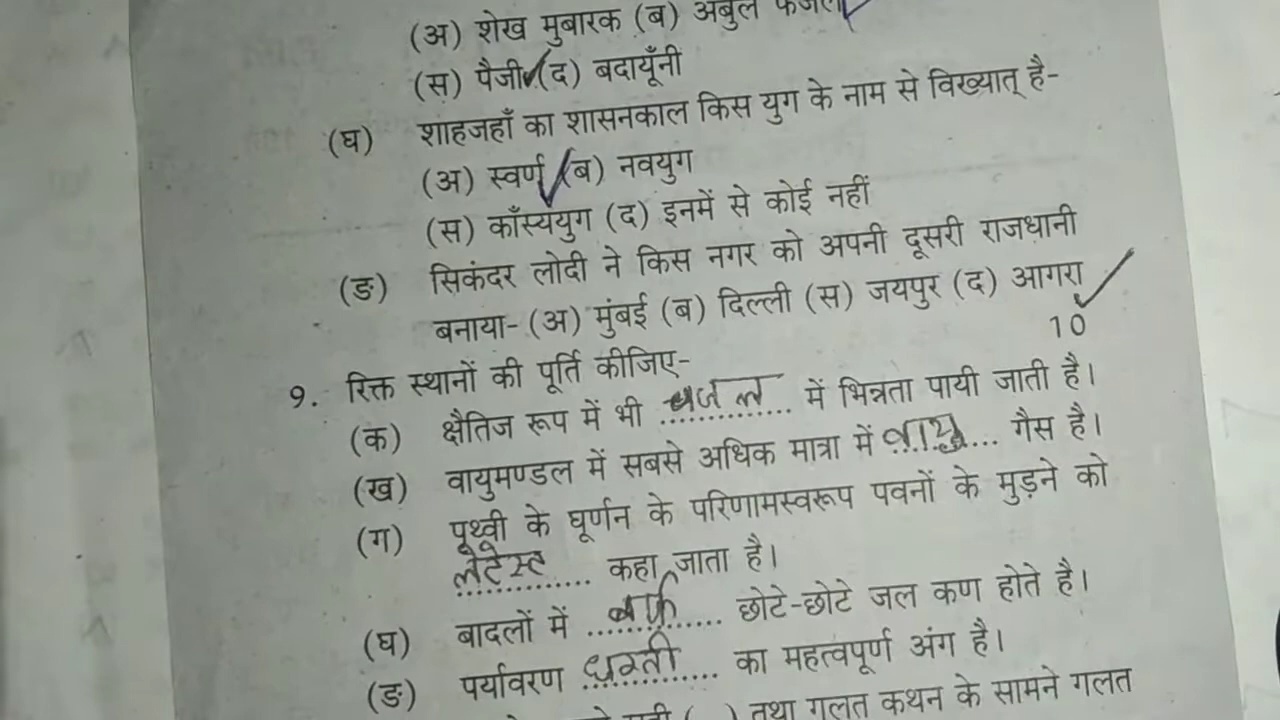 (अ) शेख मुबारक (ब) अबुल फजल
(स) पैजी (द) बदायूँनी
(घ) शाहजहाँ का शासनकाल किस युग के नाम से विख्यात् है-
(अ) स्वर्ण (ब) नवयुग
(स) काँस्ययुग (द) इनमें से कोई नहीं
(ङ) सिकंदर लोदी ने किस नगर को अपनी दूसरी राजधानी
बनाया- (अ) मुंबई (ब) दिल्ली (स) जयपुर (द) आगरा
10
9. रिक्त स्थानों की पूर्ति कीजिए-
(क) क्षैतिज रूप में भी ............ में भिन्नता पायी जाती है।
(ख) वायुमण्डल में सबसे अधिक मात्रा में वायु... गैस है।
(ग) पृथ्वी के घूर्णन के परिणामस्वरूप पवनों के मुड़ने को
लेटेस्ट ............ कहा जाता है।
(घ) बादलों में बर्फ ............ छोटे-छोटे जल कण होते है।
(ङ) पर्यावरण धरती ............ का महत्वपूर्ण अंग है।
तथा गलत कथन के सामने गलत